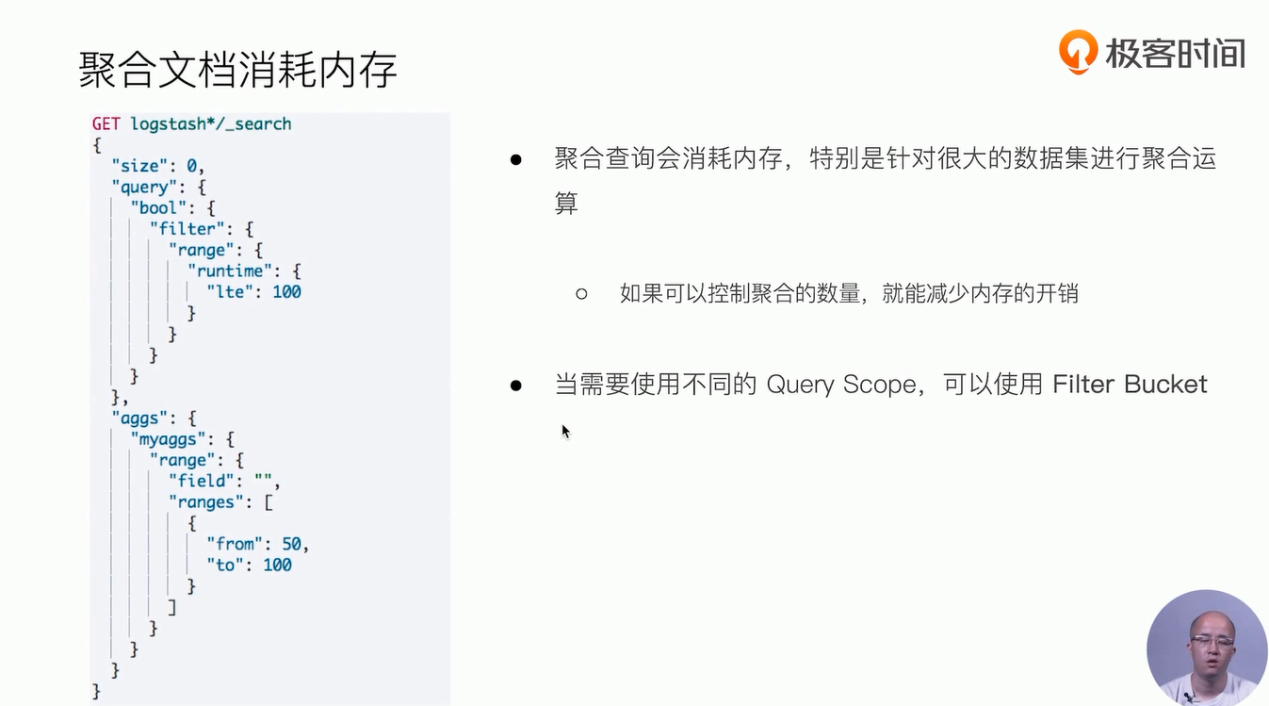 聚合文档消耗内存
极客时间
GET logstash*/_search
{
  "size": 0,
  "query": {
    "bool": {
      "filter": {
        "range": {
          "runtime": {
            "lte": 100
          }
        }
      }
    }
  },
  "aggs": {
    "myaggs": {
      "range": {
        "field": "",
        "ranges": [
          {
            "from": 50,
            "to": 100
          }
        ]
      }
    }
  }
}
● 聚合查询会消耗内存，特别是针对很大的数据集进行聚合运
算
○ 如果可以控制聚合的数量，就能减少内存的开销
● 当需要使用不同的 Query Scope，可以使用 Filter Bucket